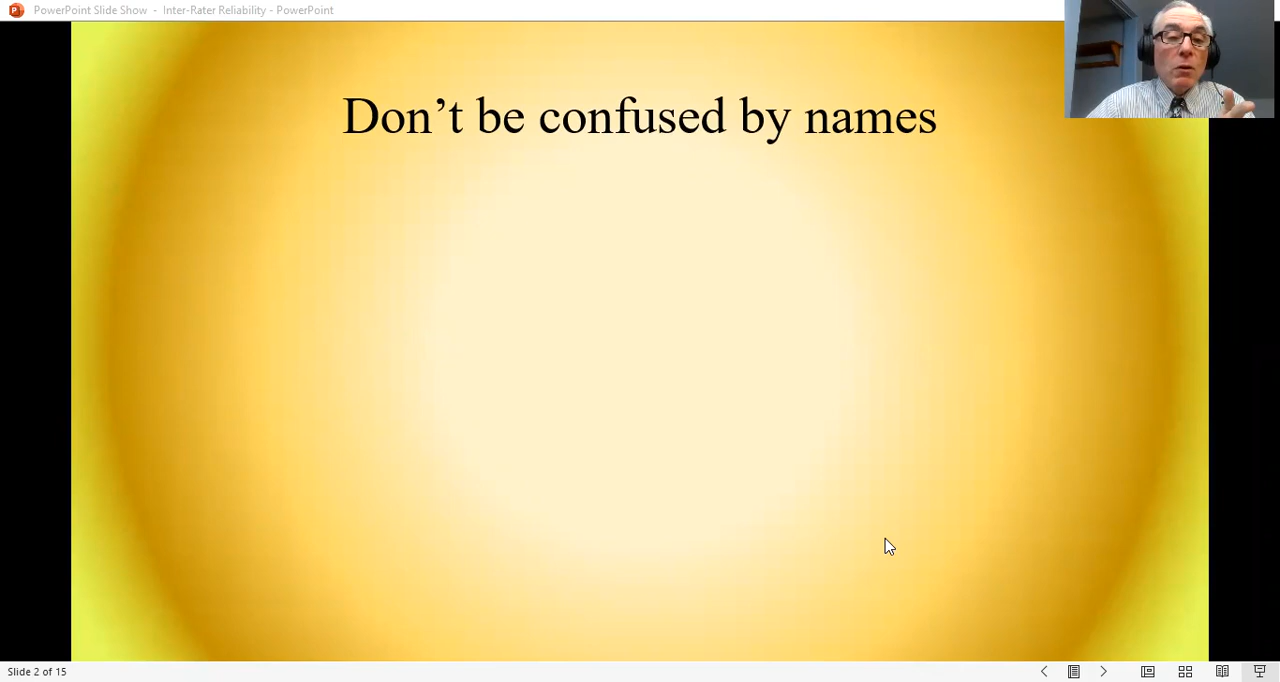 PowerPoint Slide Show - Inter-Rater Reliability - PowerPoint
Don’t be confused by names
Slide 2 of 15